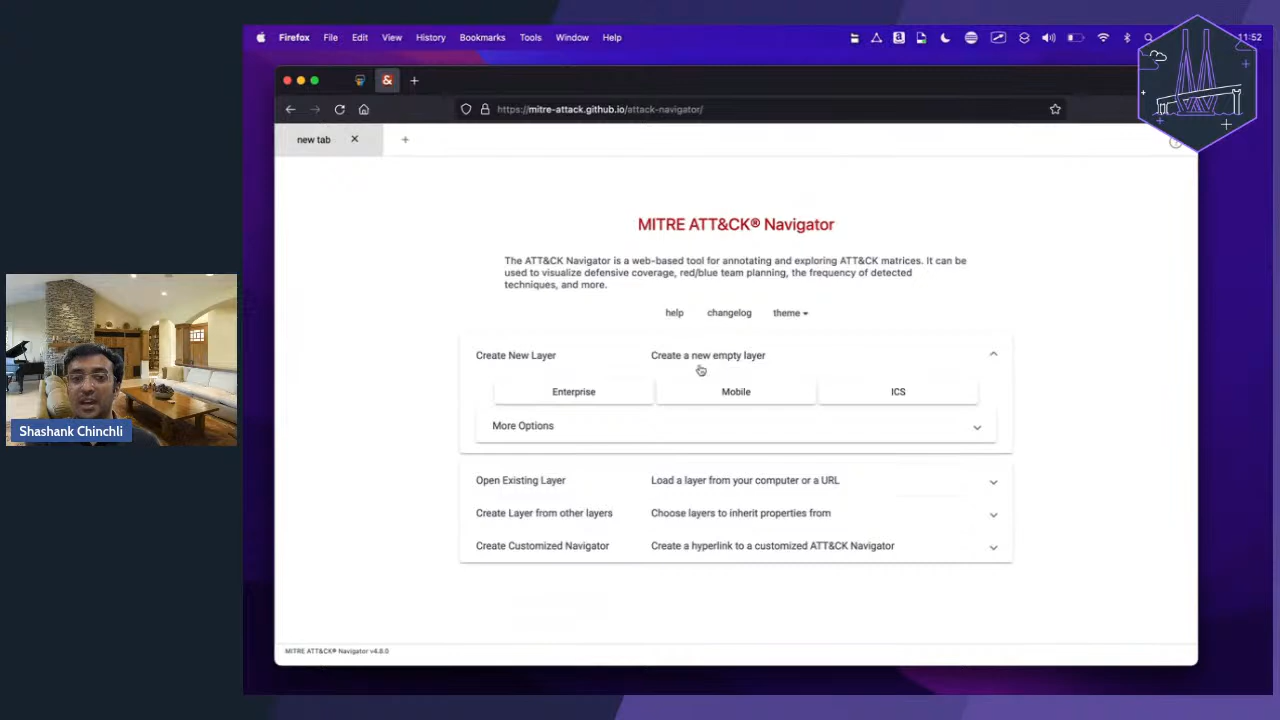 Firefox File Edit View History Bookmarks Tools Window Help
11:52
https://mitre-attack.github.io/attack-navigator/
new tab
MITRE ATT&CK® Navigator
The ATT&CK Navigator is a web-based tool for annotating and exploring ATT&CK matrices. It can be
used to visualize defensive coverage, red/blue team planning, the frequency of detected
techniques, and more.
help changelog theme
Create New Layer Create a new empty layer
Enterprise Mobile ICS
More Options
Open Existing Layer Load a layer from your computer or a URL
Create Layer from other layers Choose layers to inherit properties from
Create Customized Navigator Create a hyperlink to a customized ATT&CK Navigator
MITRE ATT&CK® Navigator v4.8.0
Shashank Chinchli